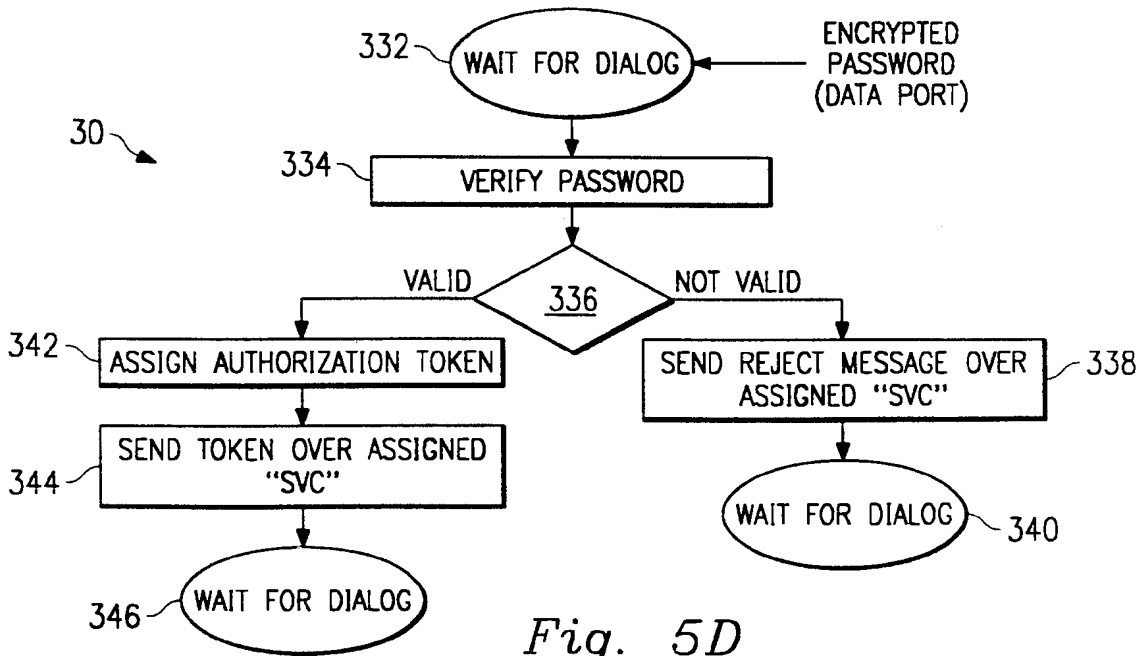 332
WAIT FOR DIALOG
ENCRYPTED
PASSWORD
(DATA PORT)
30
334
VERIFY PASSWORD
VALID
336
NOT VALID
342
ASSIGN AUTHORIZATION TOKEN
SEND REJECT MESSAGE OVER
ASSIGNED "SVC"
338
344
SEND TOKEN OVER ASSIGNED
"SVC"
WAIT FOR DIALOG
340
346
WAIT FOR DIALOG
Fig. 5D